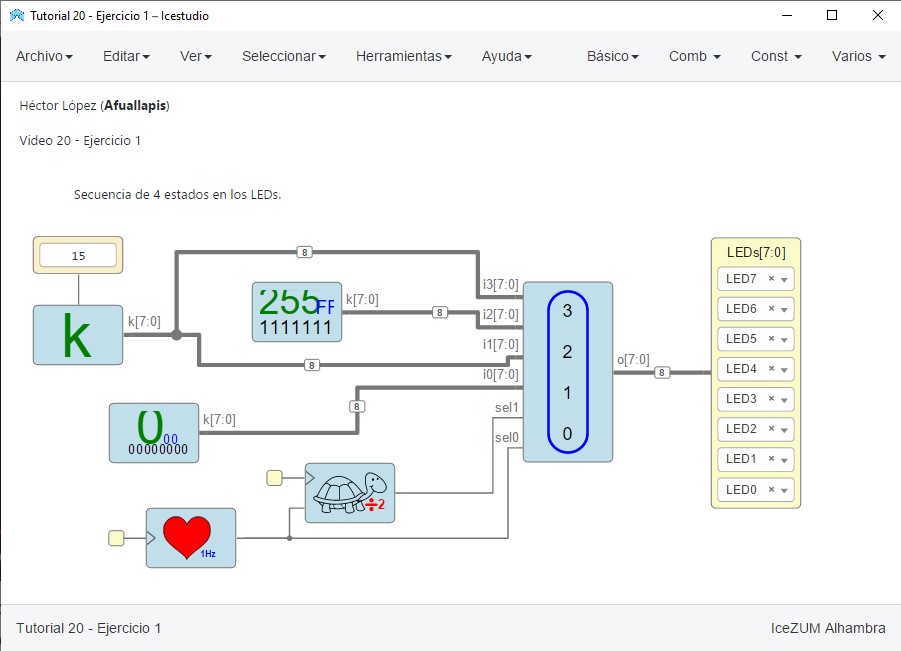 Tutorial 20 - Ejercicio 1 – Icestudio
Archivo Editar Ver Seleccionar Herramientas Ayuda Básico Comb Const Varios
Héctor López (Afuallapis)
Video 20 - Ejercicio 1
Secuencia de 4 estados en los LEDs.
15
k
k[7:0]
8
255
FF
1111111
k[7:0]
8
8
0
00
00000000
k[7:0]
8
i3[7:0]
i2[7:0]
i1[7:0]
i0[7:0]
sel1
sel0
3
2
1
0
o[7:0]
8
÷2
1Hz
LEDs[7:0]
LED7
LED6
LED5
LED4
LED3
LED2
LED1
LED0
Tutorial 20 - Ejercicio 1 IceZUM Alhambra